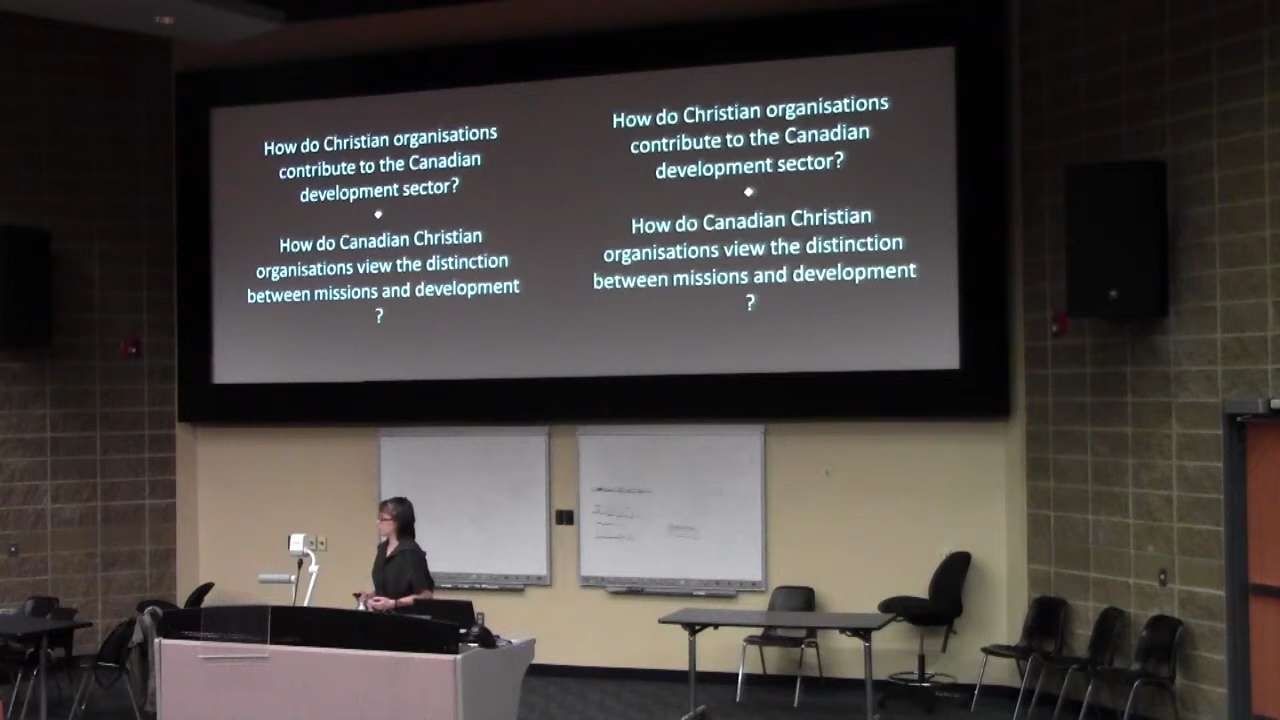 How do Christian organisations
contribute to the Canadian
development sector?
How do Canadian Christian
organisations view the distinction
between missions and development
?
How do Christian organisations
contribute to the Canadian
development sector?
How do Canadian Christian
organisations view the distinction
between missions and development
?